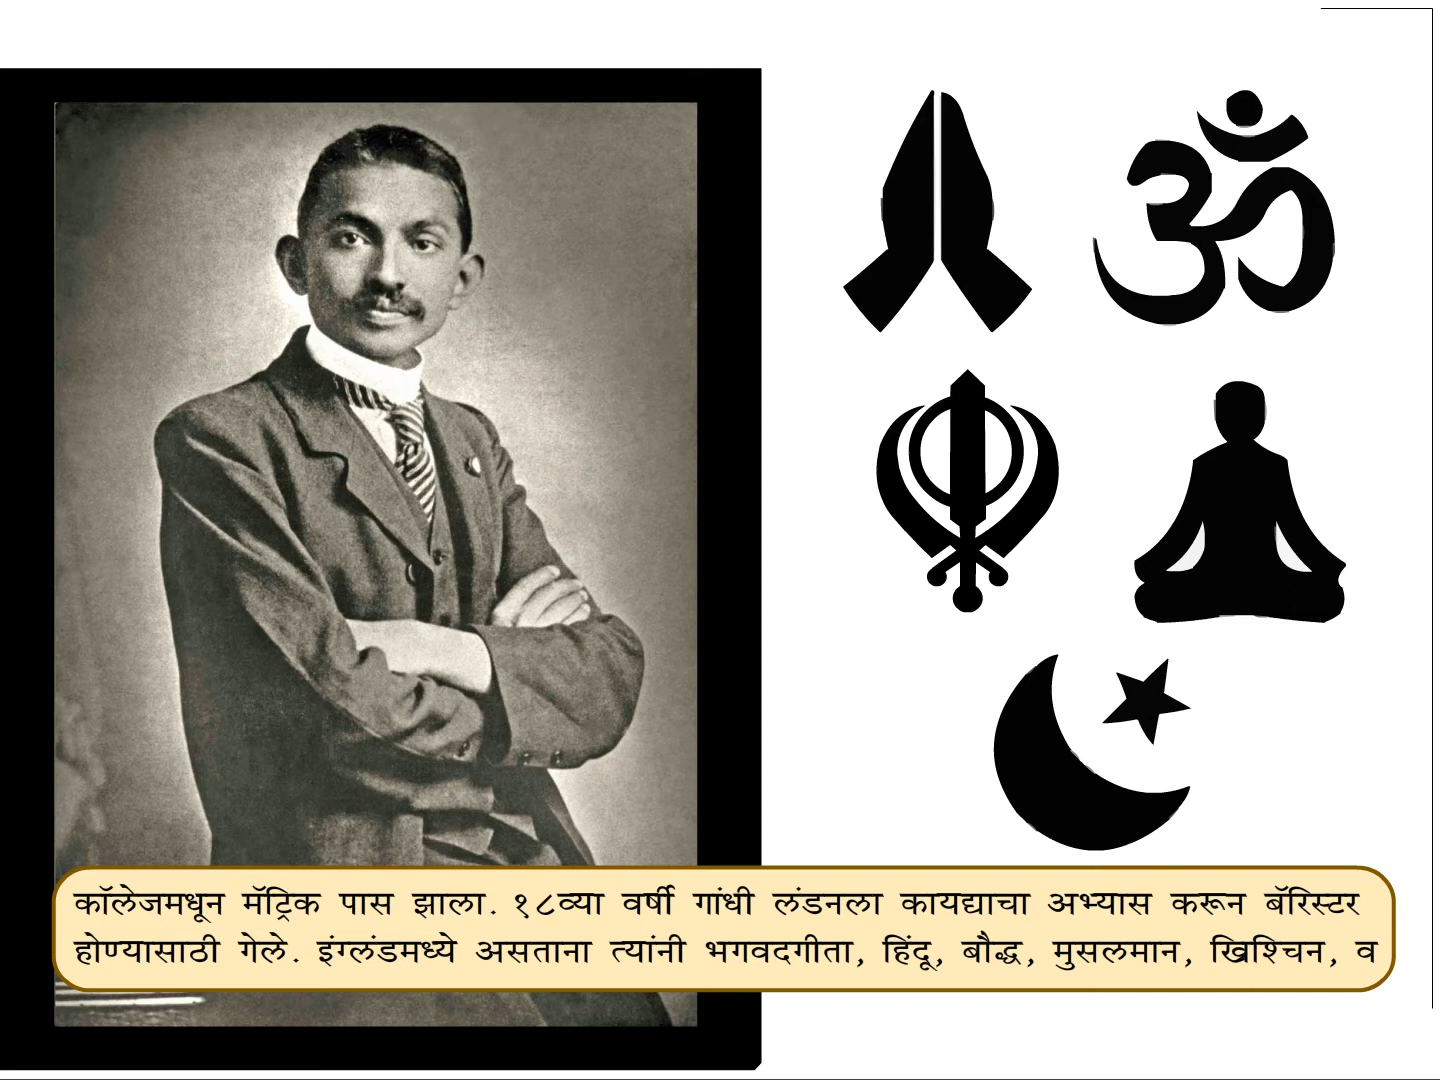 कॉलेजमधून मॅट्रिक पास झाला. १८व्या वर्षी गांधी लंडनला कायद्याचा अभ्यास करून बॅरिस्टर
होण्यासाठी गेले. इंग्लंडमध्ये असताना त्यांनी भगवदगीता, हिंदू, बौद्ध, मुसलमान, ख्रिश्चिन, व
ॐ